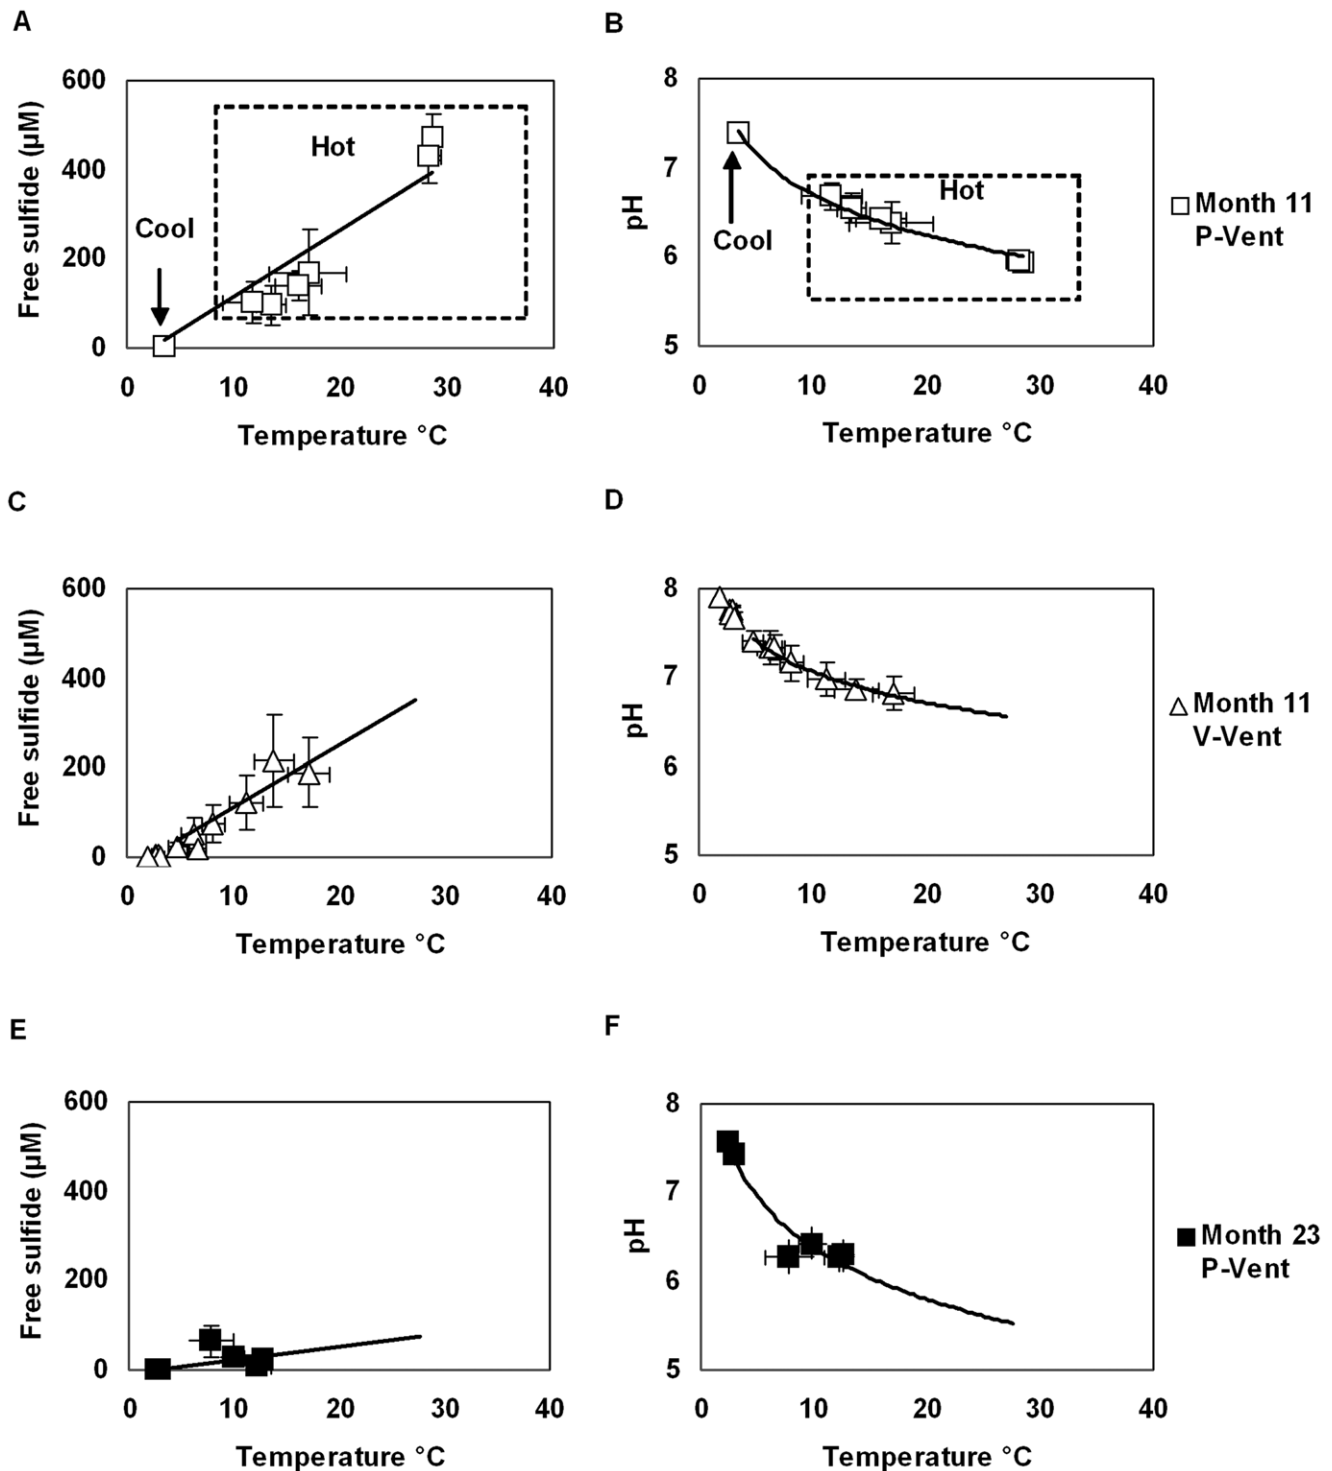 A
B
600
400
200
0
Free sulfide (µM)
Hot
Cool
0 10 20 30 40
Temperature °C
8
7
6
5
pH
Hot
Cool
0 10 20 30 40
Temperature °C
Month 11
P-Vent
C
D
600
400
200
0
Free sulfide (µM)
0 10 20 30 40
Temperature °C
8
7
6
5
pH
0 10 20 30 40
Temperature °C
Month 11
V-Vent
E
F
600
400
200
0
Free sulfide (µM)
0 10 20 30 40
Temperature °C
8
7
6
5
pH
0 10 20 30 40
Temperature °C
Month 23
P-Vent